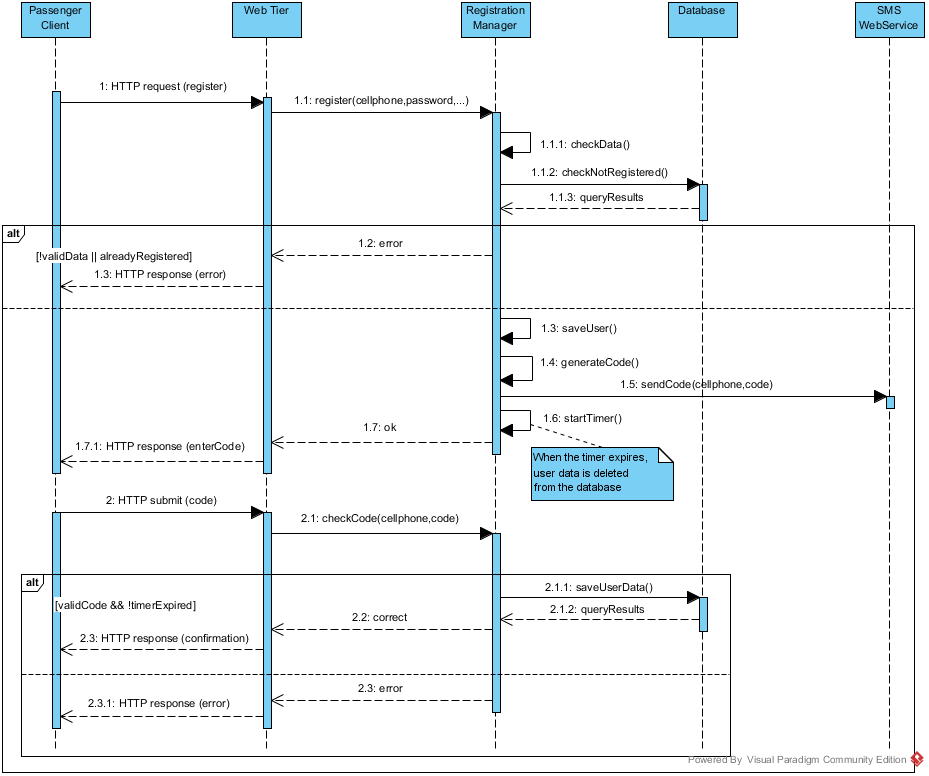 Passenger
Client
Web Tier
Registration
Manager
Database
SMS
WebService
1: HTTP request (register)
1.1: register(cellphone,password,...)
1.1.1: checkData()
1.1.2: checkNotRegistered()
1.1.3: queryResults
alt
1.2: error
[!validData || alreadyRegistered]
1.3: HTTP response (error)
1.3: saveUser()
1.4: generateCode()
1.5: sendCode(cellphone,code)
1.6: startTimer()
1.7: ok
1.7.1: HTTP response (enterCode)
When the timer expires,
user data is deleted
from the database
2: HTTP submit (code)
2.1: checkCode(cellphone,code)
alt
2.1.1: saveUserData()
[validCode && !timerExpired]
2.1.2: queryResults
2.2: correct
2.3: HTTP response (confirmation)
2.3: error
2.3.1: HTTP response (error)
Powered By Visual Paradigm Community Edition